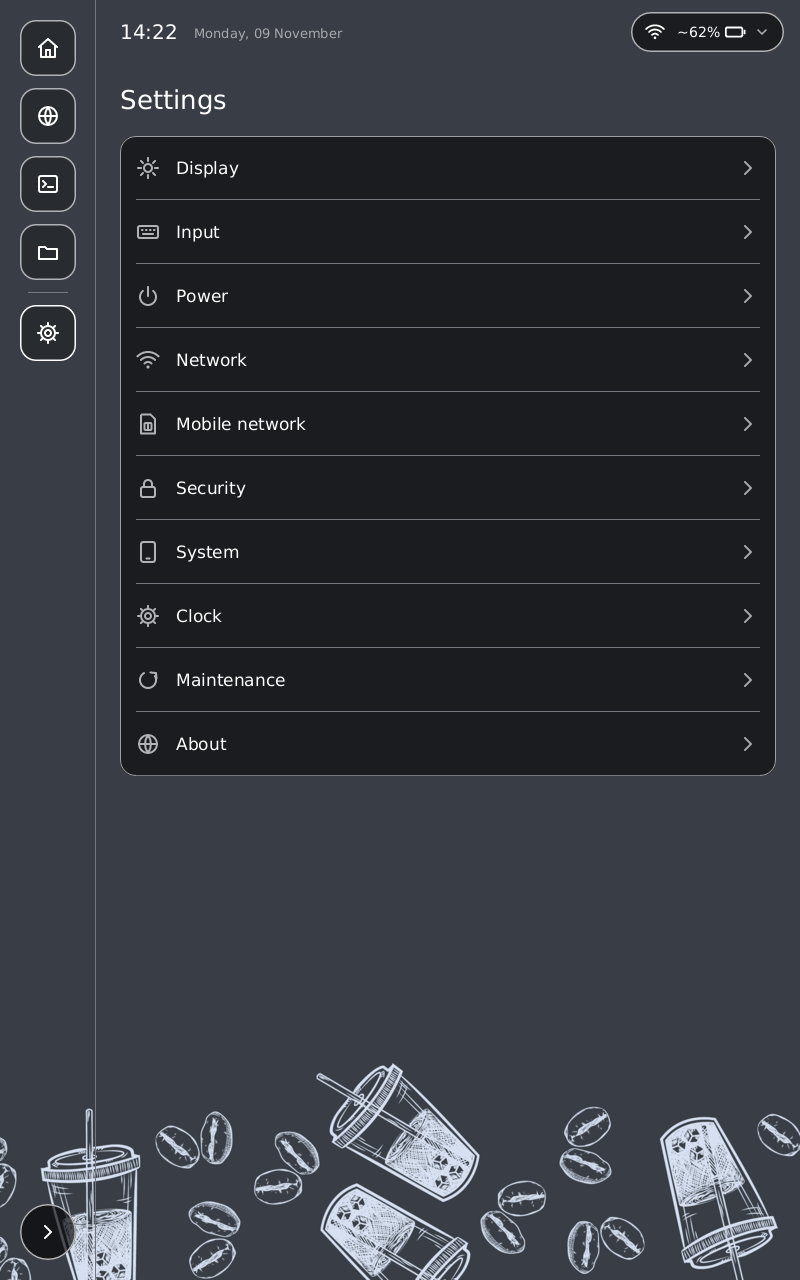 14:22 Monday, 09 November ~62%
Settings
Display
Input
Power
Network
Mobile network
Security
System
Clock
Maintenance
About